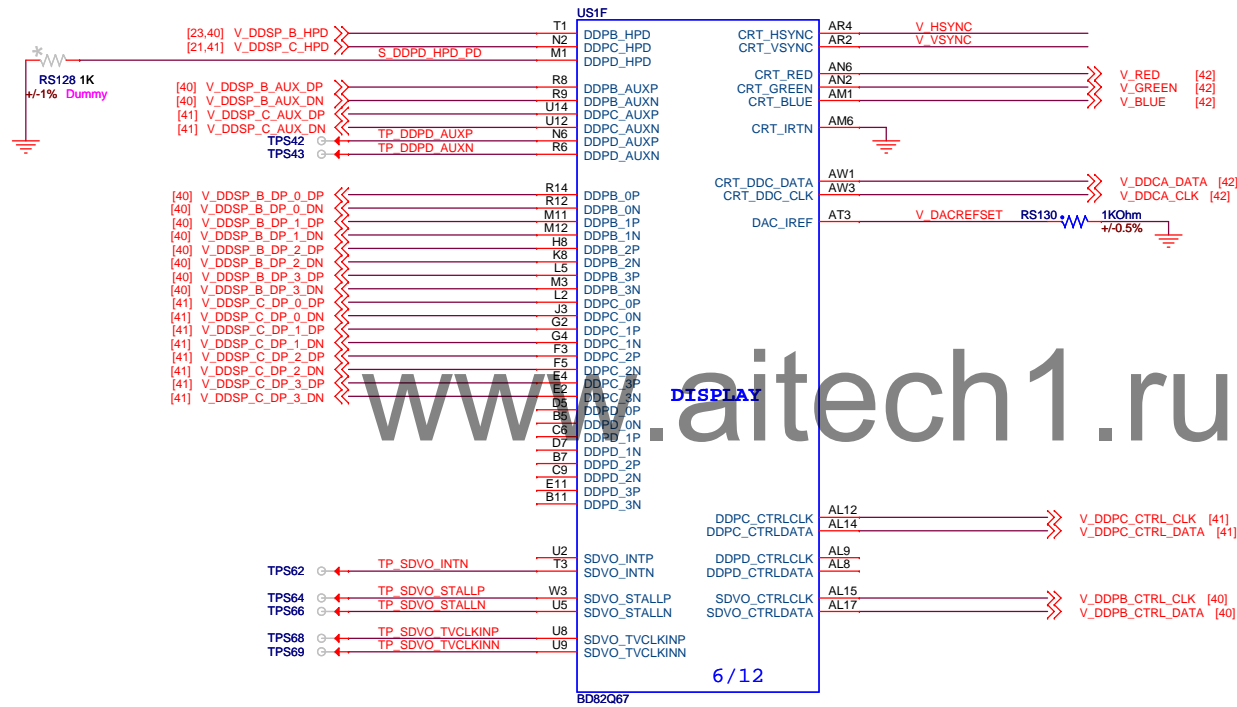 US1F
[23,40] V_DDSP_B_HPD T1 DDPB_HPD
[21,41] V_DDSP_C_HPD N2 DDPC_HPD
S_DDPD_HPD_PD M1 DDPD_HPD
* RS128 1K
+/-1% Dummy
[40] V_DDSP_B_AUX_DP R8 DDPB_AUXP
[40] V_DDSP_B_AUX_DN R9 DDPB_AUXN
[41] V_DDSP_C_AUX_DP U14 DDPC_AUXP
[41] V_DDSP_C_AUX_DN U12 DDPC_AUXN
TPS42 TP_DDPD_AUXP N6 DDPD_AUXP
TPS43 TP_DDPD_AUXN R6 DDPD_AUXN
[40] V_DDSP_B_DP_0_DP R14 DDPB_0P
[40] V_DDSP_B_DP_0_DN R12 DDPB_0N
[40] V_DDSP_B_DP_1_DP M11 DDPB_1P
[40] V_DDSP_B_DP_1_DN M12 DDPB_1N
[40] V_DDSP_B_DP_2_DP H8 DDPB_2P
[40] V_DDSP_B_DP_2_DN K8 DDPB_2N
[40] V_DDSP_B_DP_3_DP L5 DDPB_3P
[40] V_DDSP_B_DP_3_DN M3 DDPB_3N
[41] V_DDSP_C_DP_0_DP L2 DDPC_0P
[41] V_DDSP_C_DP_0_DN J3 DDPC_0N
[41] V_DDSP_C_DP_1_DP G2 DDPC_1P
[41] V_DDSP_C_DP_1_DN G4 DDPC_1N
[41] V_DDSP_C_DP_2_DP F3 DDPC_2P
[41] V_DDSP_C_DP_2_DN F5 DDPC_2N
[41] V_DDSP_C_DP_3_DP E4 DDPC_3P
[41] V_DDSP_C_DP_3_DN E2 DDPC_3N
D5 DDPD_0P
B5 DDPD_0N
C6 DDPD_1P
D7 DDPD_1N
B7 DDPD_2P
C9 DDPD_2N
E11 DDPD_3P
B11 DDPD_3N
U2 SDVO_INTP
TPS62 TP_SDVO_INTN T3 SDVO_INTN
TPS64 TP_SDVO_STALLP W3 SDVO_STALLP
TPS66 TP_SDVO_STALLN U5 SDVO_STALLN
TPS68 TP_SDVO_TVCLKINP U8 SDVO_TVCLKINP
TPS69 TP_SDVO_TVCLKINN U9 SDVO_TVCLKINN
CRT_HSYNC AR4 V_HSYNC
CRT_VSYNC AR2 V_VSYNC
CRT_RED AN6 V_RED [42]
CRT_GREEN AN2 V_GREEN [42]
CRT_BLUE AM1 V_BLUE [42]
CRT_IRTN AM6
CRT_DDC_DATA AW1 V_DDCA_DATA [42]
CRT_DDC_CLK AW3 V_DDCA_CLK [42]
DAC_IREF AT3 V_DACREFSET RS130 1KOhm
+/-0.5%
DISPLAY
www.aitech1.ru
DDPC_CTRLCLK AL12 V_DDPC_CTRL_CLK [41]
DDPC_CTRLDATA AL14 V_DDPC_CTRL_DATA [41]
DDPD_CTRLCLK AL9
DDPD_CTRLDATA AL8
SDVO_CTRLCLK AL15 V_DDPB_CTRL_CLK [40]
SDVO_CTRLDATA AL17 V_DDPB_CTRL_DATA [40]
6/12
BD82Q67